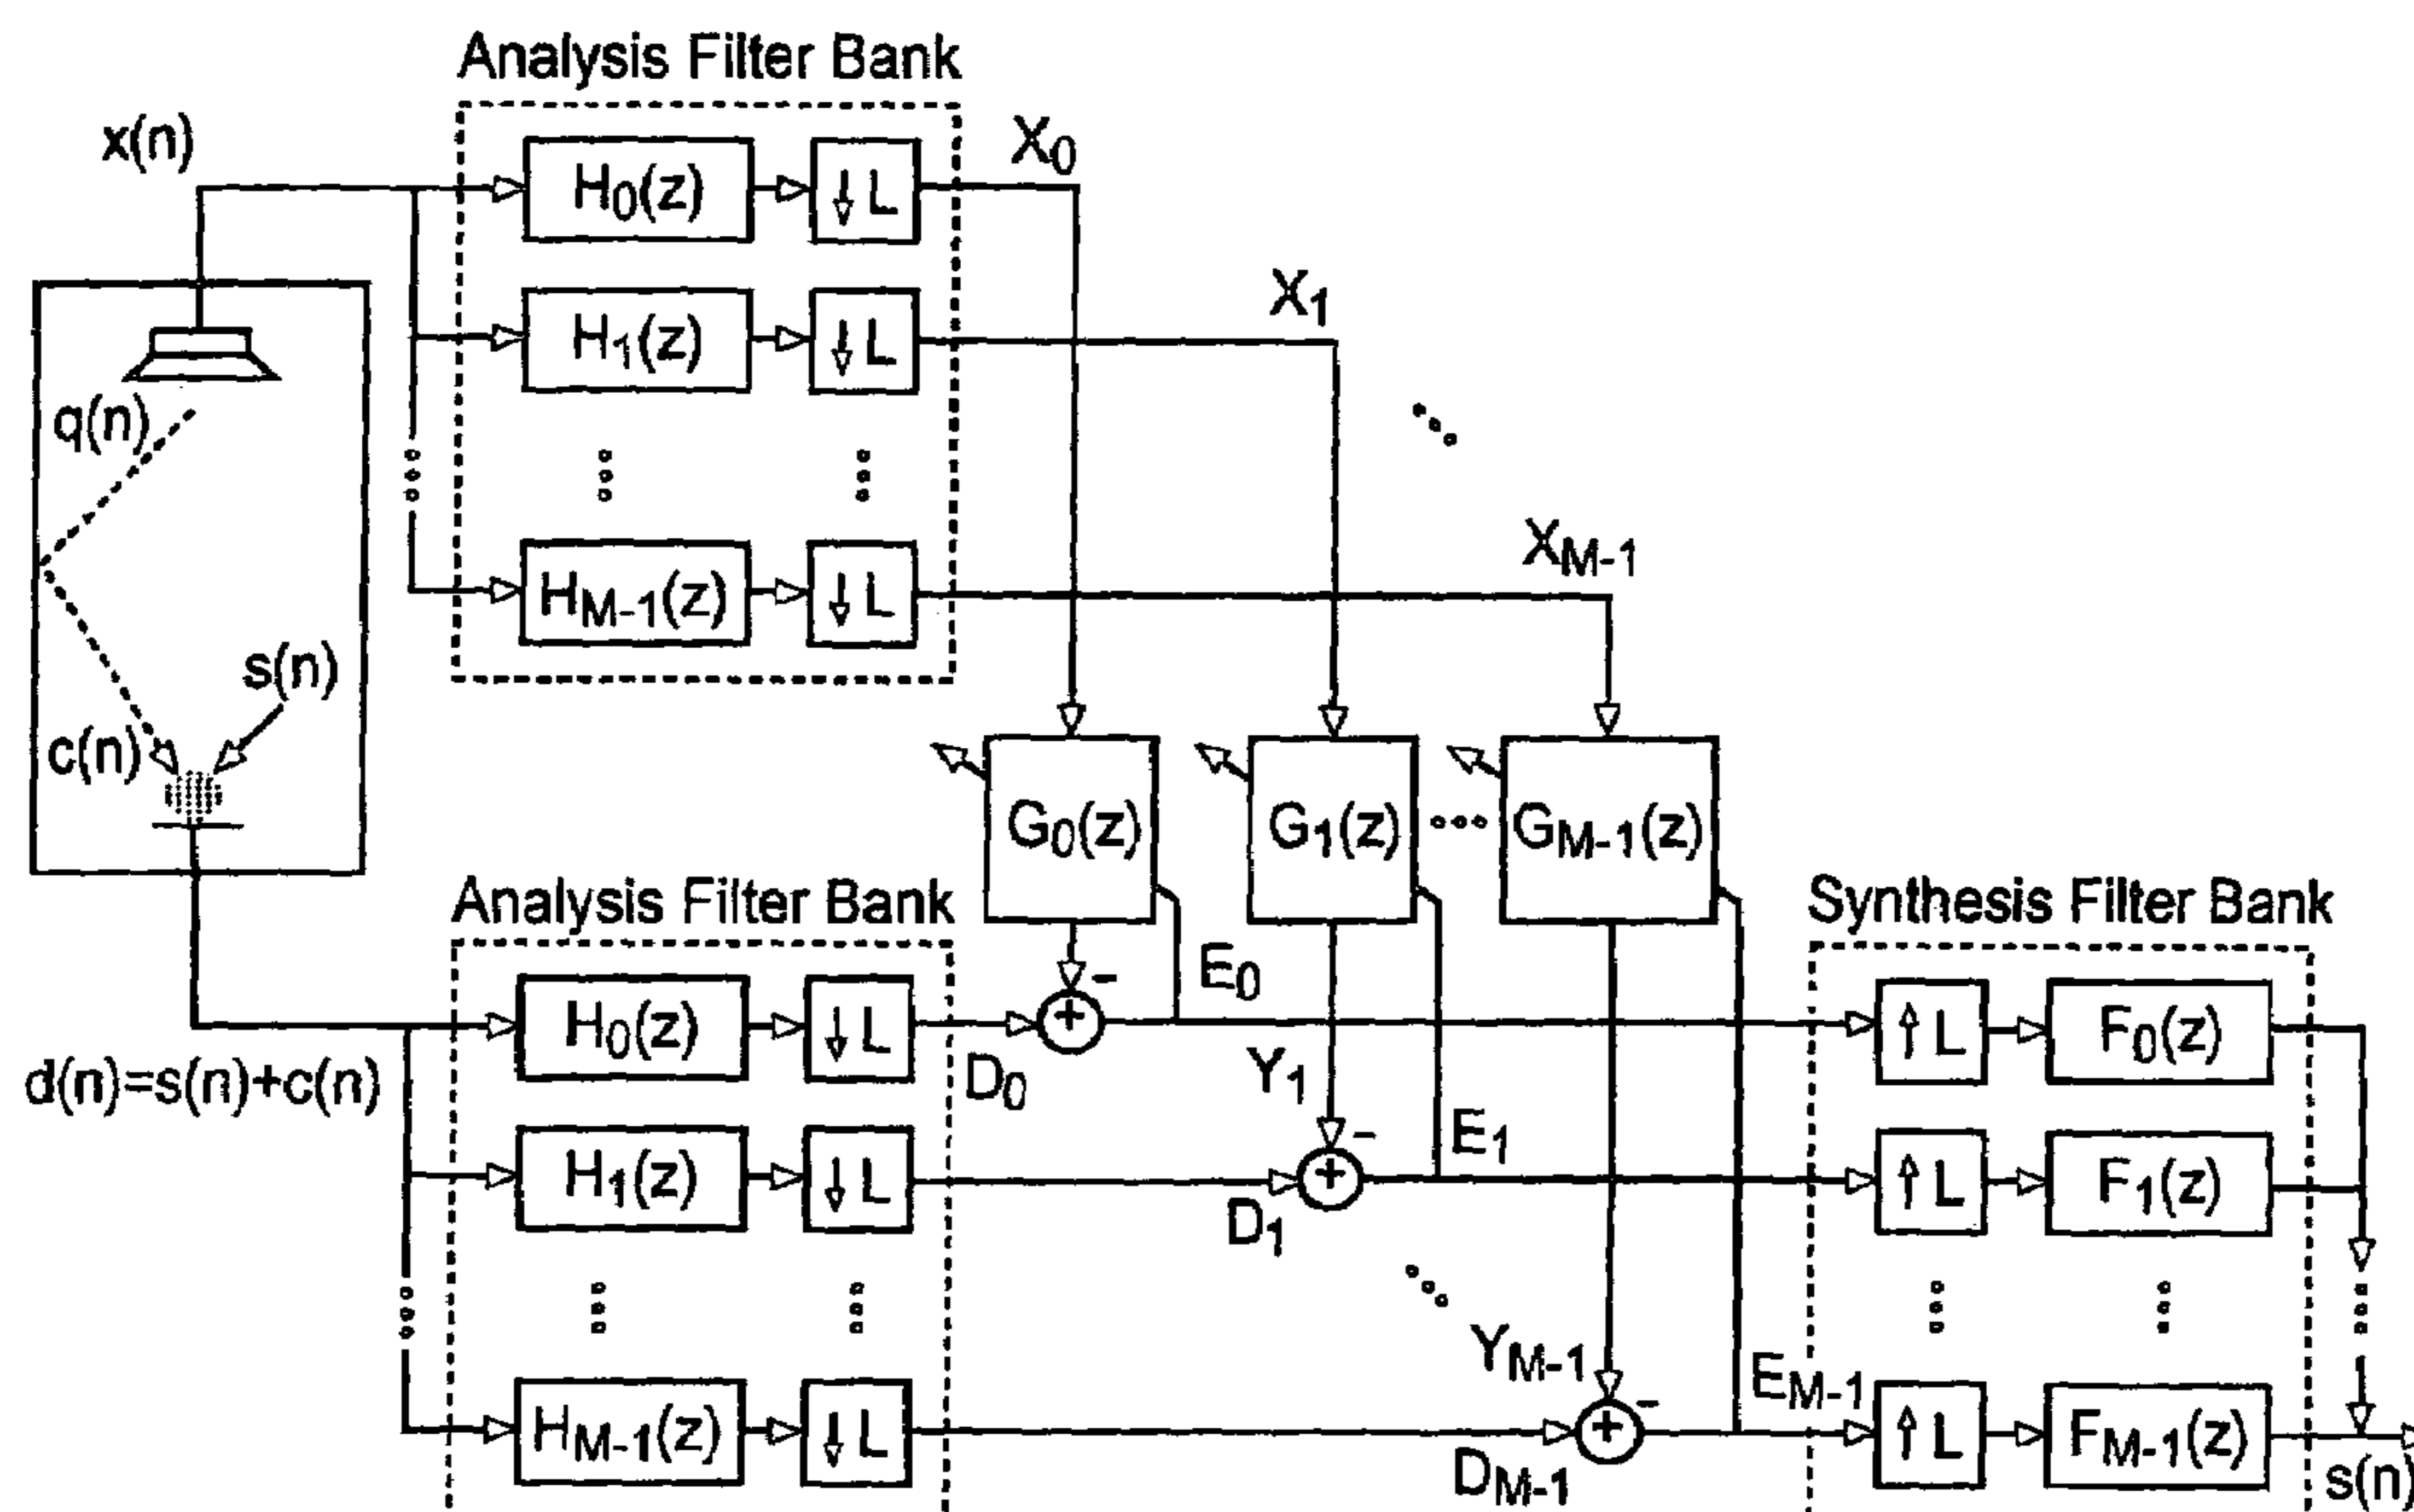 Analysis Filter Bank
x(n)
H0(z)
↓ L
X0
H1(z)
↓ L
X1
q(n)
HM-1(z)
↓ L
XM-1
s(n)
c(n)
G0(z)
G1(z)
GM-1(z)
Analysis Filter Bank
Synthesis Filter Bank
-
E0
H0(z)
↓ L
+
↑ L
F0(z)
d(n)=s(n)+c(n)
D0
Y1
-
E1
H1(z)
↓ L
+
↑ L
F1(z)
D1
YM-1
-
EM-1
HM-1(z)
↓ L
+
↑ L
FM-1(z)
DM-1
s(n)